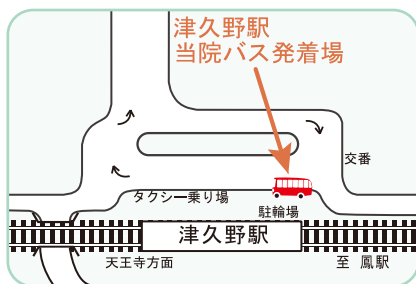 津久野駅
当院バス発着場
交番
タクシー乗り場
駐輪場
津久野駅
天王寺方面
至 鳳駅